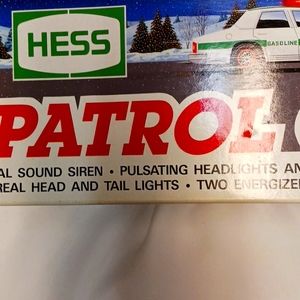 HESS
GASOLINE
PATROL
AL SOUND SIREN • PULSATING HEADLIGHTS AN
REAL HEAD AND TAIL LIGHTS • TWO ENERGIZE